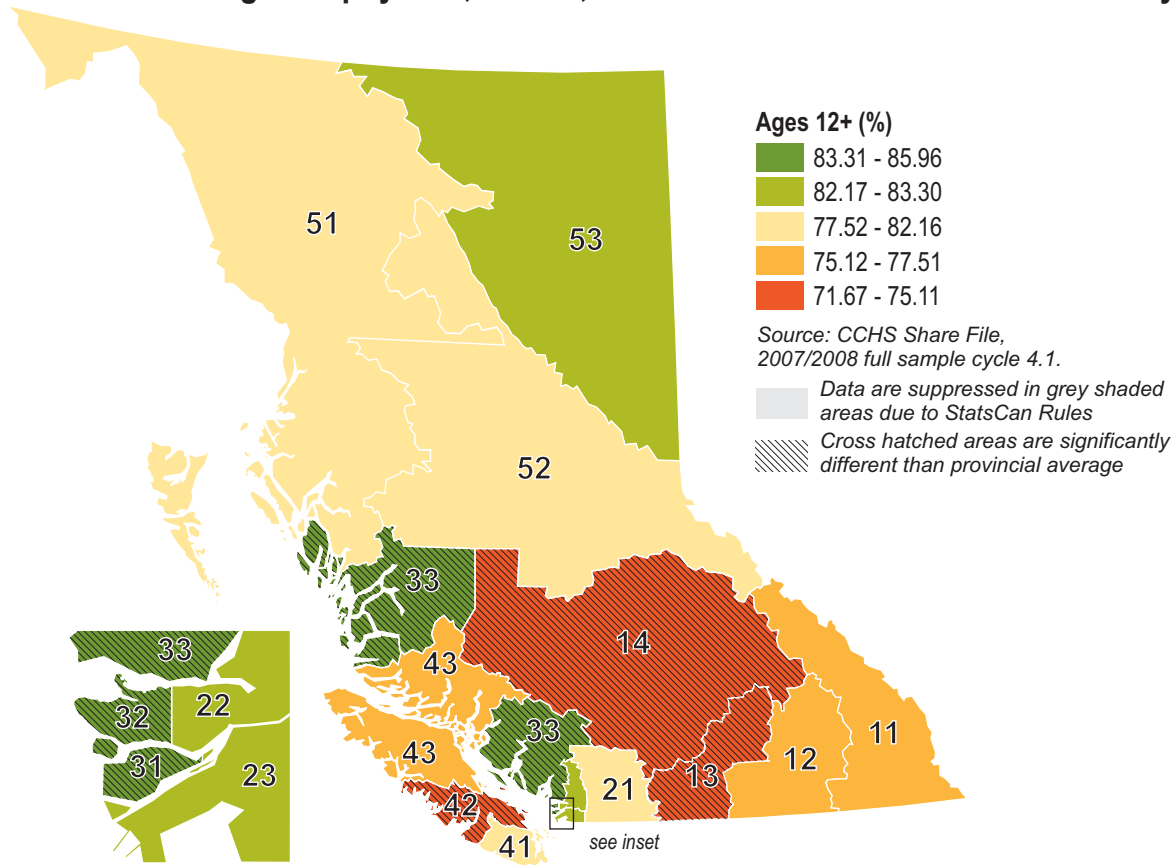 51
53
52
33
14
43
33
43
42
41
21
13
12
11
see inset
33
32
22
31
23
Ages 12+ (%)
83.31 - 85.96
82.17 - 83.30
77.52 - 82.16
75.12 - 77.51
71.67 - 75.11
Source: CCHS Share File,
2007/2008 full sample cycle 4.1.
Data are suppressed in grey shaded
areas due to StatsCan Rules
Cross hatched areas are significantly
different than provincial average